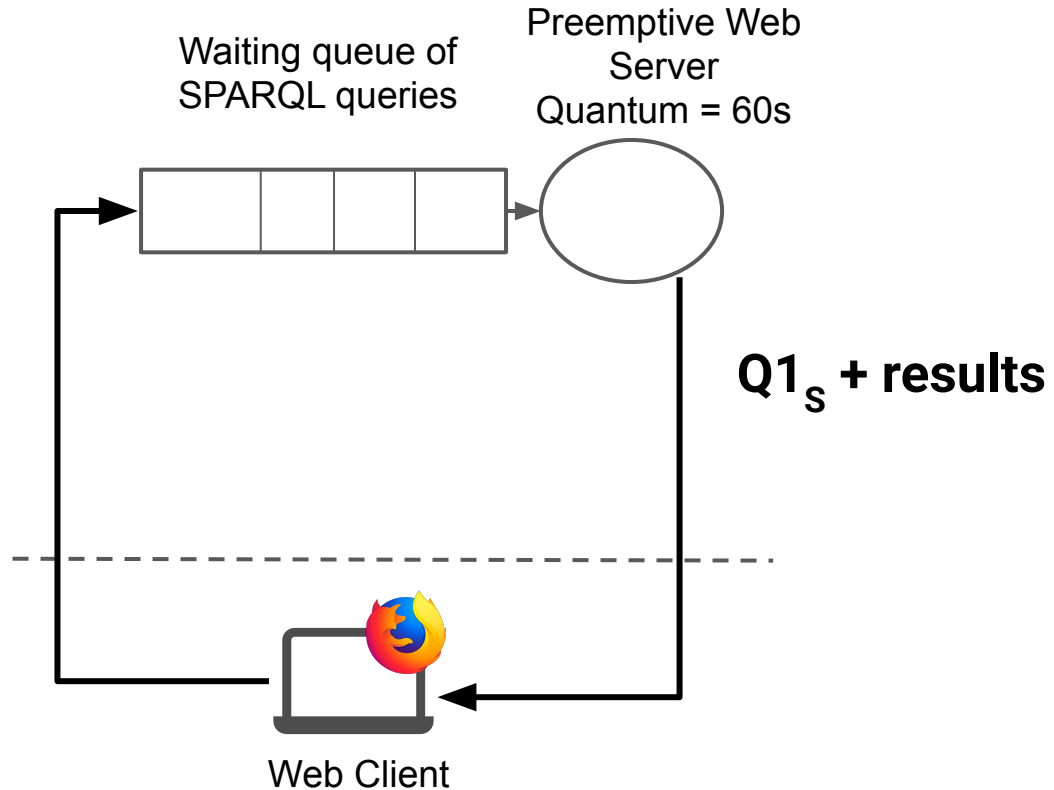 Waiting queue of
SPARQL queries
Preemptive Web
Server
Quantum = 60s
Q1S + results
Web Client